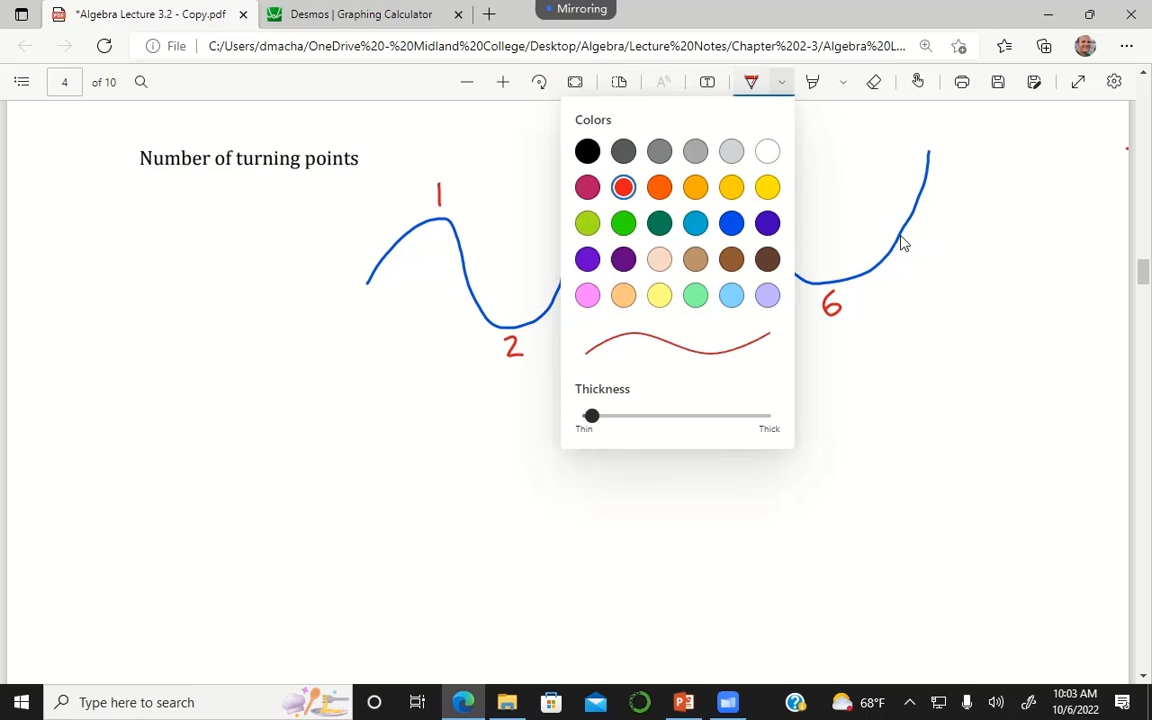 Mirroring
*Algebra Lecture 3.2 - Copy.pdf
Desmos | Graphing Calculator
File
C:/Users/dmacha/OneDrive%20-%20Midland%20College/Desktop/Algebra/Lecture%20Notes/Chapter%202-3/Algebra%20L...
4 of 10
Colors
Number of turning points
1
6
2
Thickness
Thin Thick
Type here to search
68°F
10:03 AM
10/6/2022